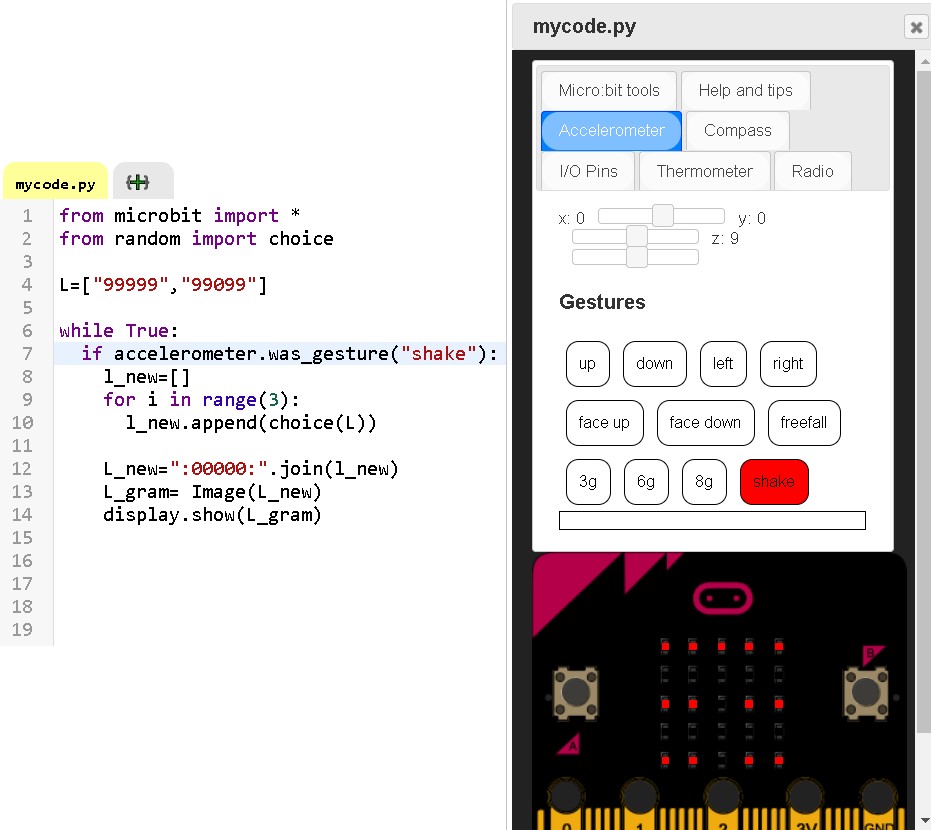 mycode.py
1 from microbit import *
2 from random import choice
3
4 L=["99999","99099"]
5
6 while True:
7 if accelerometer.was_gesture("shake"):
8 l_new=[]
9 for i in range(3):
10 l_new.append(choice(L))
11
12 L_new=":00000:".join(l_new)
13 L_gram= Image(L_new)
14 display.show(L_gram)
15
16
17
18
19
mycode.py
Micro:bit tools Help and tips
Accelerometer Compass
I/O Pins Thermometer Radio
x: 0 y: 0
z: 9
Gestures
up down left right
face up face down freefall
3g 6g 8g shake
B
A
0 1 2 3V GND